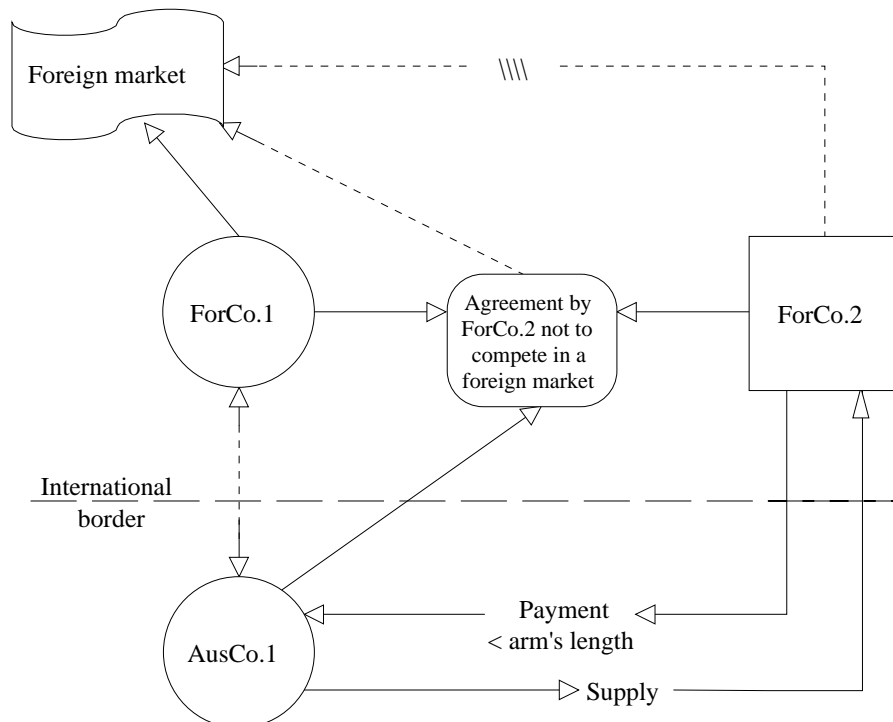 Foreign market
ForCo.1
Agreement by
ForCo.2 not to
compete in a
foreign market
ForCo.2
International
border
Payment
< arm's length
AusCo.1
Supply